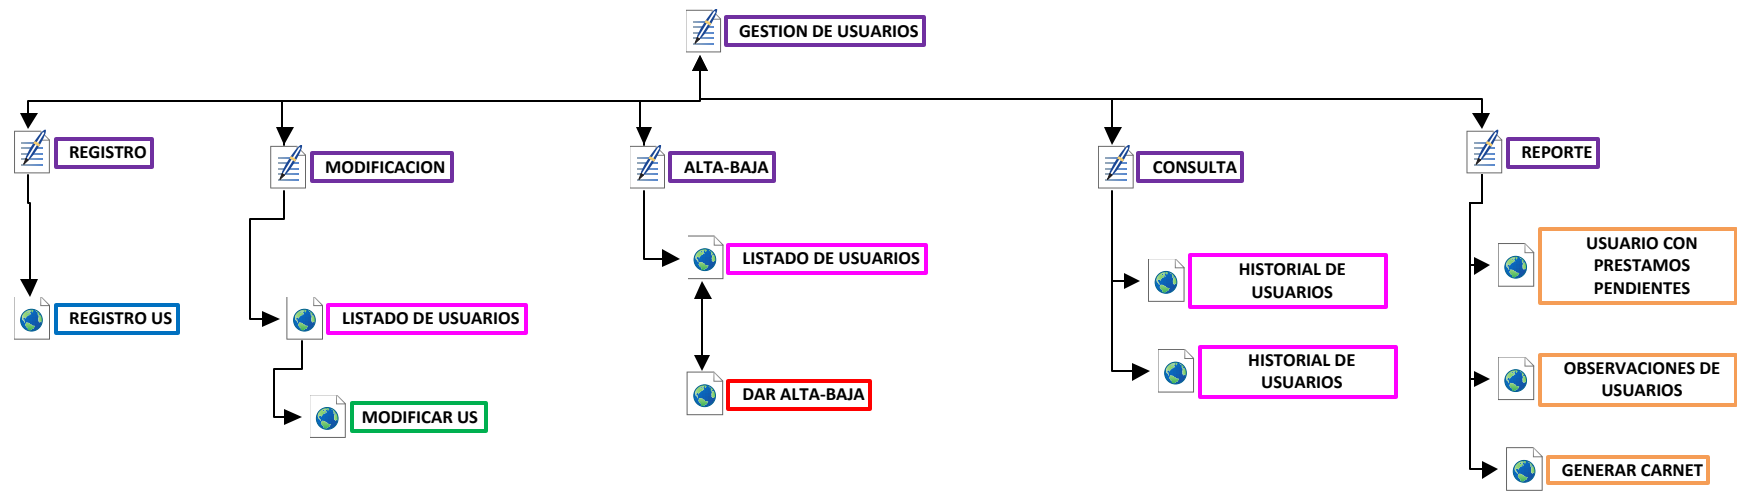 GESTION DE USUARIOS
REGISTRO
MODIFICACION
ALTA-BAJA
CONSULTA
REPORTE
REGISTRO US
LISTADO DE USUARIOS
MODIFICAR US
LISTADO DE USUARIOS
DAR ALTA-BAJA
HISTORIAL DE
USUARIOS
HISTORIAL DE
USUARIOS
USUARIO CON
PRESTAMOS
PENDIENTES
OBSERVACIONES DE
USUARIOS
GENERAR CARNET